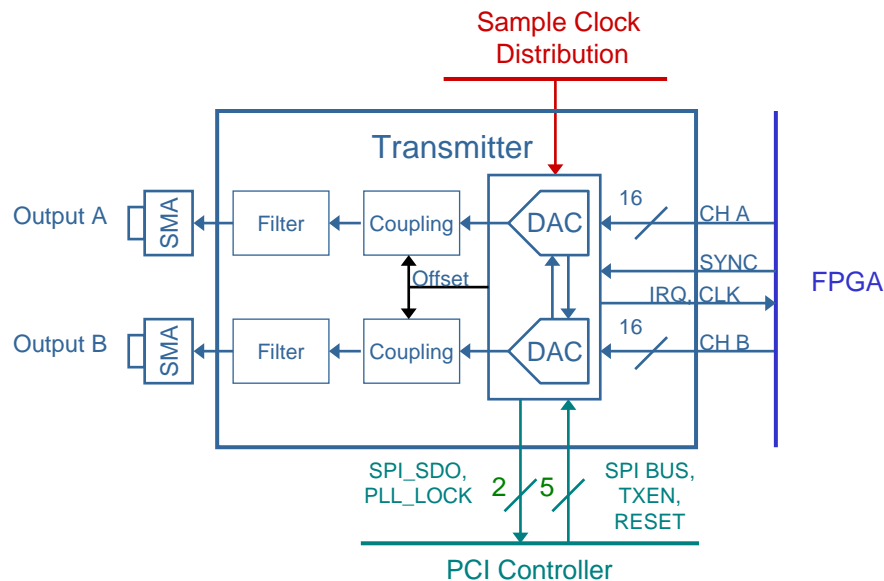 Sample Clock
Distribution
Transmitter
Output A
SMA
Filter
Coupling
DAC
16
CH A
SYNC
Offset
IRQ, CLK
FPGA
Output B
SMA
Filter
Coupling
DAC
16
CH B
SPI_SDO,
PLL_LOCK
2
5
SPI BUS,
TXEN,
RESET
PCI Controller